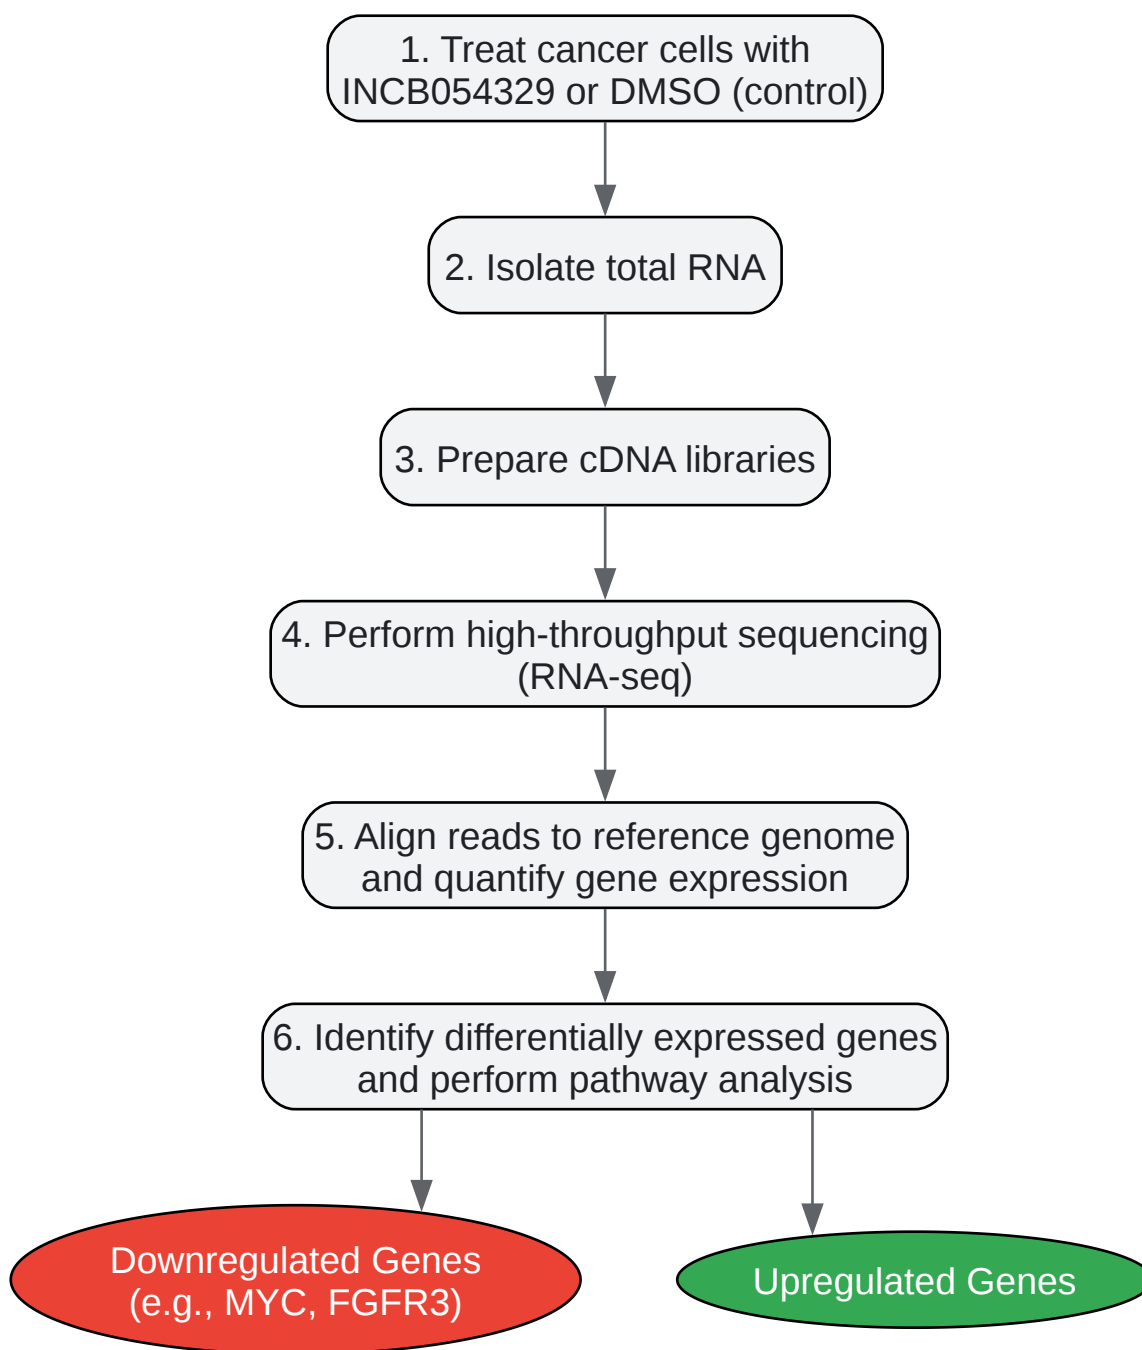 1. Treat cancer cells with
INCB054329 or DMSO (control)
2. Isolate total RNA
3. Prepare cDNA libraries
4. Perform high-throughput sequencing
(RNA-seq)
5. Align reads to reference genome
and quantify gene expression
6. Identify differentially expressed genes
and perform pathway analysis
Downregulated Genes
(e.g., MYC, FGFR3)
Upregulated Genes